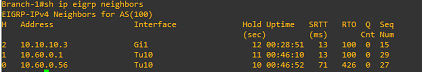 Branch-1#sh ip eigrp neighbors
EIGRP-IPv4 Neighbors for AS(100)
H Address Interface Hold Uptime SRTT RTO Q Seq
(sec) (ms) Cnt Num
2 10.10.10.3 Gi1 12 00:28:51 13 100 0 15
1 10.60.0.1 Tu10 11 00:46:10 13 100 0 29
0 10.60.0.56 Tu10 10 00:46:52 71 426 0 27